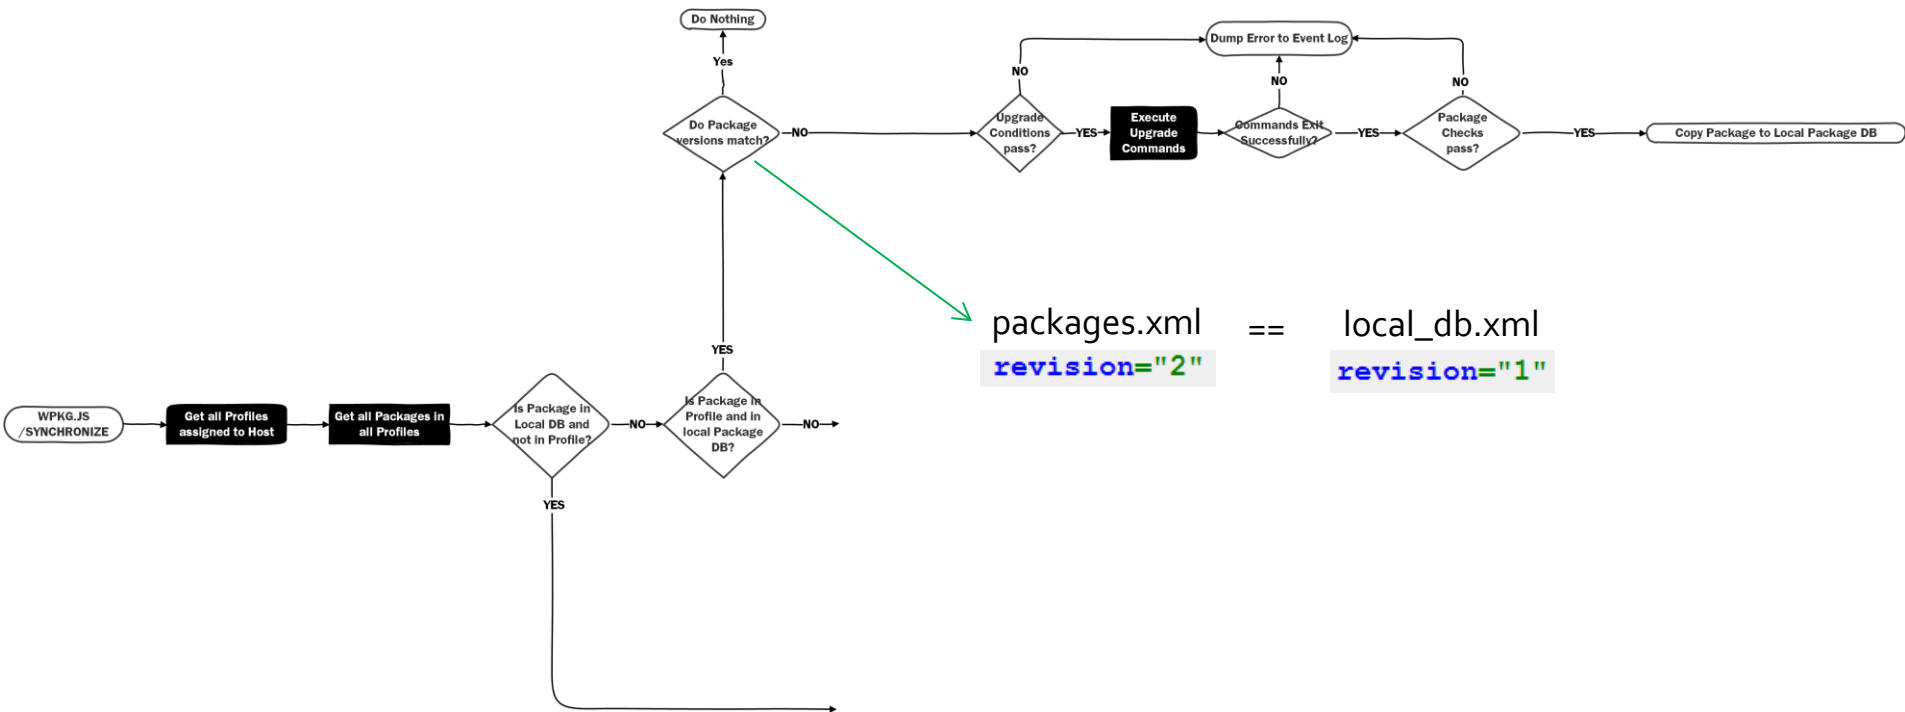 Do Nothing
Yes
Do Package
versions match?
NO
NO
Upgrade
Conditions
pass?
YES
Execute
Upgrade
Commands
Dump Error to Event Log
NO
Commands Exit
Successfully?
YES
NO
Package
Checks
pass?
YES
Copy Package to Local Package DB
packages.xml == local_db.xml
revision="2" revision="1"
WPKG.JS
/SYNCHRONIZE
Get all Profiles
assigned to Host
Get all Packages in
all Profiles
Is Package in
Local DB and
not in Profile?
NO
YES
Is Package in
Profile and in
local Package
DB?
NO
YES